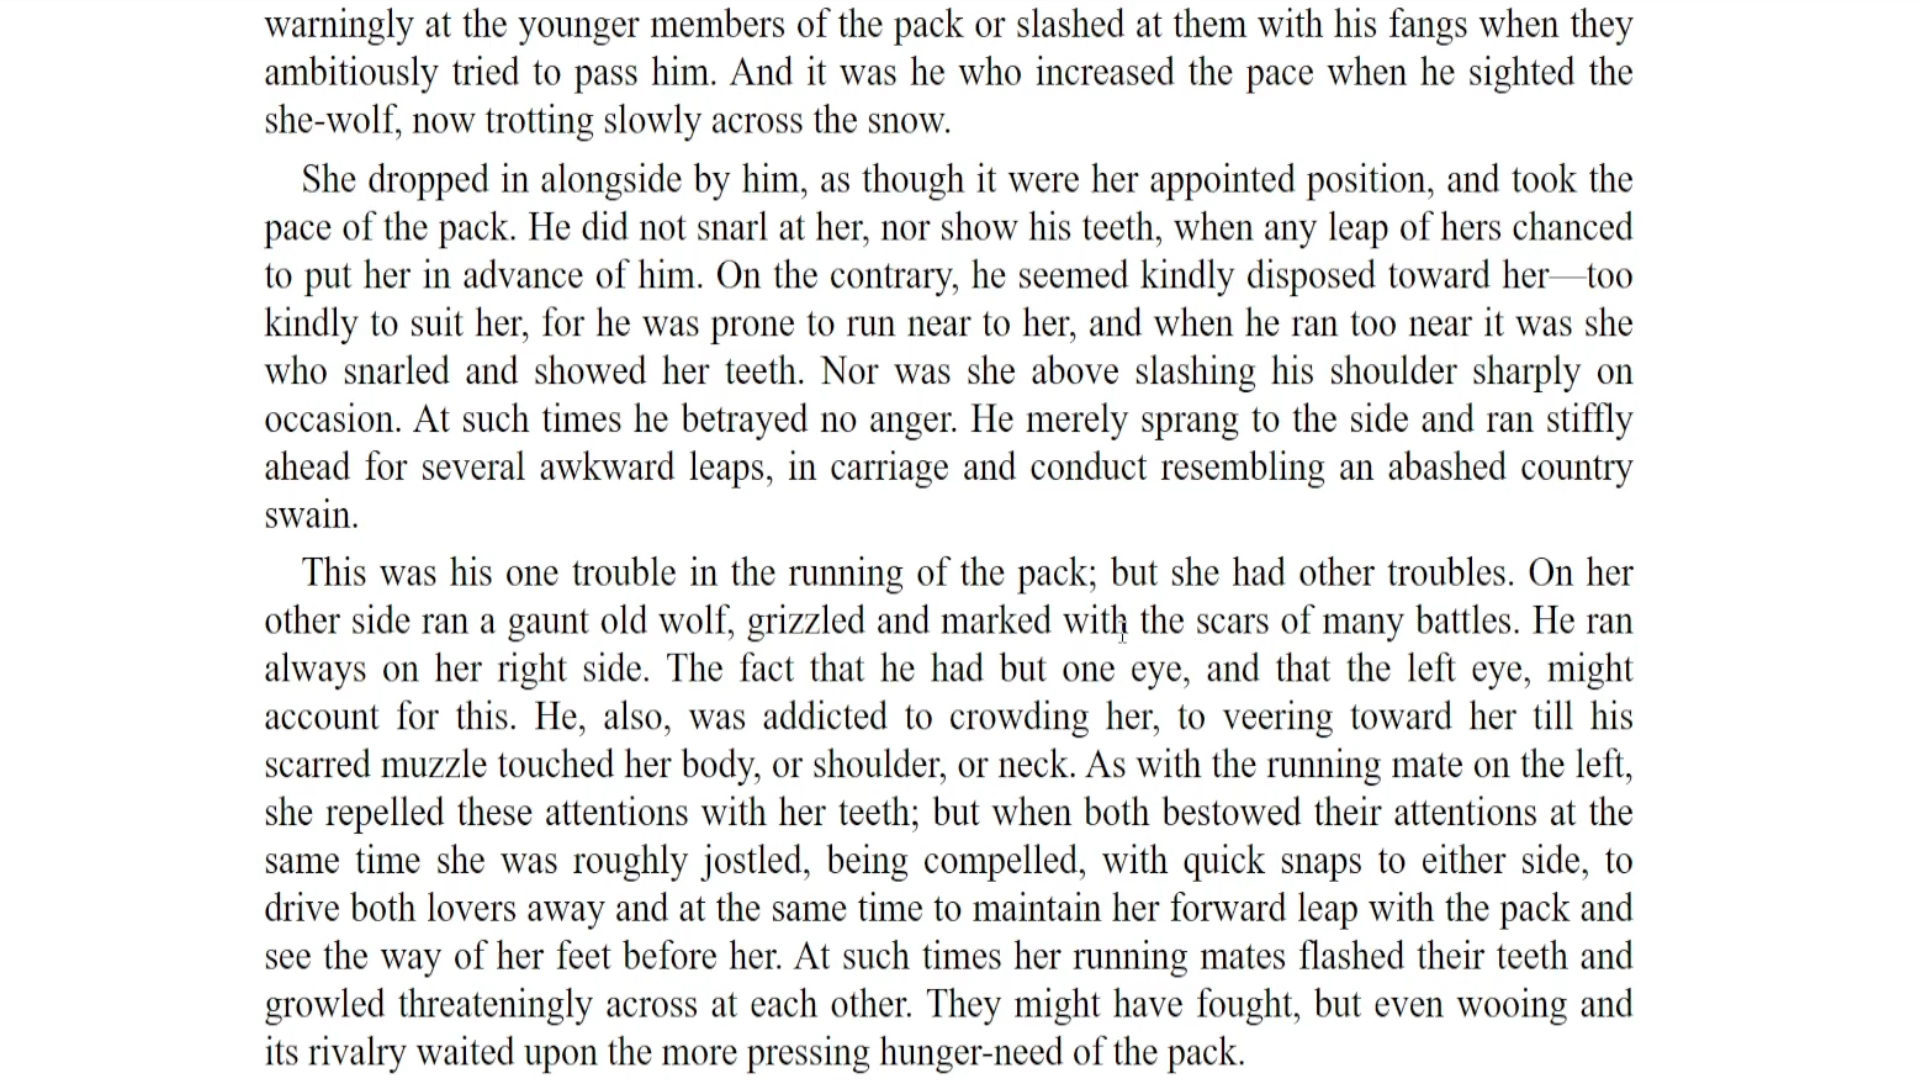 warningly at the younger members of the pack or slashed at them with his fangs when they
ambitiously tried to pass him. And it was he who increased the pace when he sighted the
she-wolf, now trotting slowly across the snow.
She dropped in alongside by him, as though it were her appointed position, and took the
pace of the pack. He did not snarl at her, nor show his teeth, when any leap of hers chanced
to put her in advance of him. On the contrary, he seemed kindly disposed toward her—too
kindly to suit her, for he was prone to run near to her, and when he ran too near it was she
who snarled and showed her teeth. Nor was she above slashing his shoulder sharply on
occasion. At such times he betrayed no anger. He merely sprang to the side and ran stiffly
ahead for several awkward leaps, in carriage and conduct resembling an abashed country
swain.
This was his one trouble in the running of the pack; but she had other troubles. On her
other side ran a gaunt old wolf, grizzled and marked with the scars of many battles. He ran
always on her right side. The fact that he had but one eye, and that the left eye, might
account for this. He, also, was addicted to crowding her, to veering toward her till his
scarred muzzle touched her body, or shoulder, or neck. As with the running mate on the left,
she repelled these attentions with her teeth; but when both bestowed their attentions at the
same time she was roughly jostled, being compelled, with quick snaps to either side, to
drive both lovers away and at the same time to maintain her forward leap with the pack and
see the way of her feet before her. At such times her running mates flashed their teeth and
growled threateningly across at each other. They might have fought, but even wooing and
its rivalry waited upon the more pressing hunger-need of the pack.